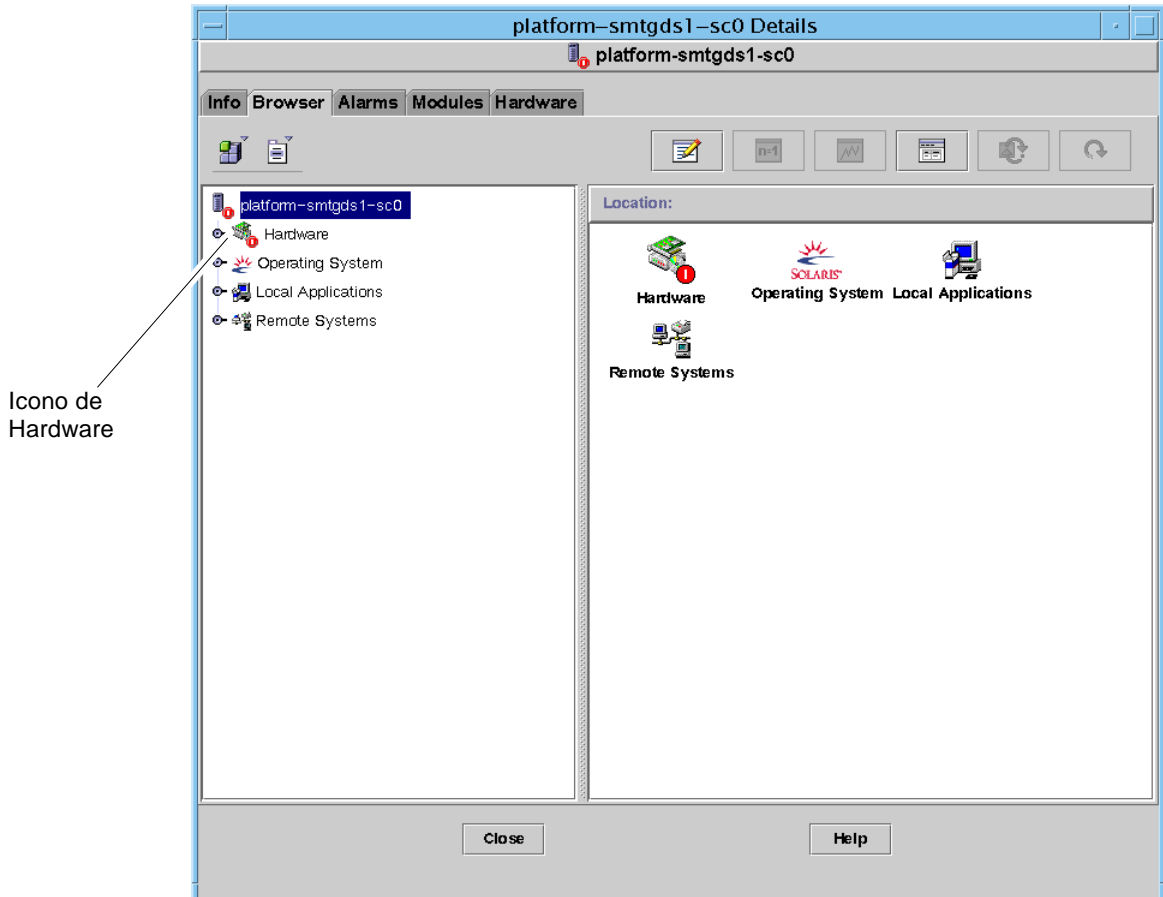 platform–smtgds1–sc0 Details
platform-smtgds1-sc0
Info Browser Alarms Modules Hardware
n=1
platform–smtgds1–sc0
Hardware
Operating System
Local Applications
Remote Systems
Location:
Hardware
SOLARIS
Operating System
Local Applications
Remote Systems
Icono de
Hardware
Close
Help